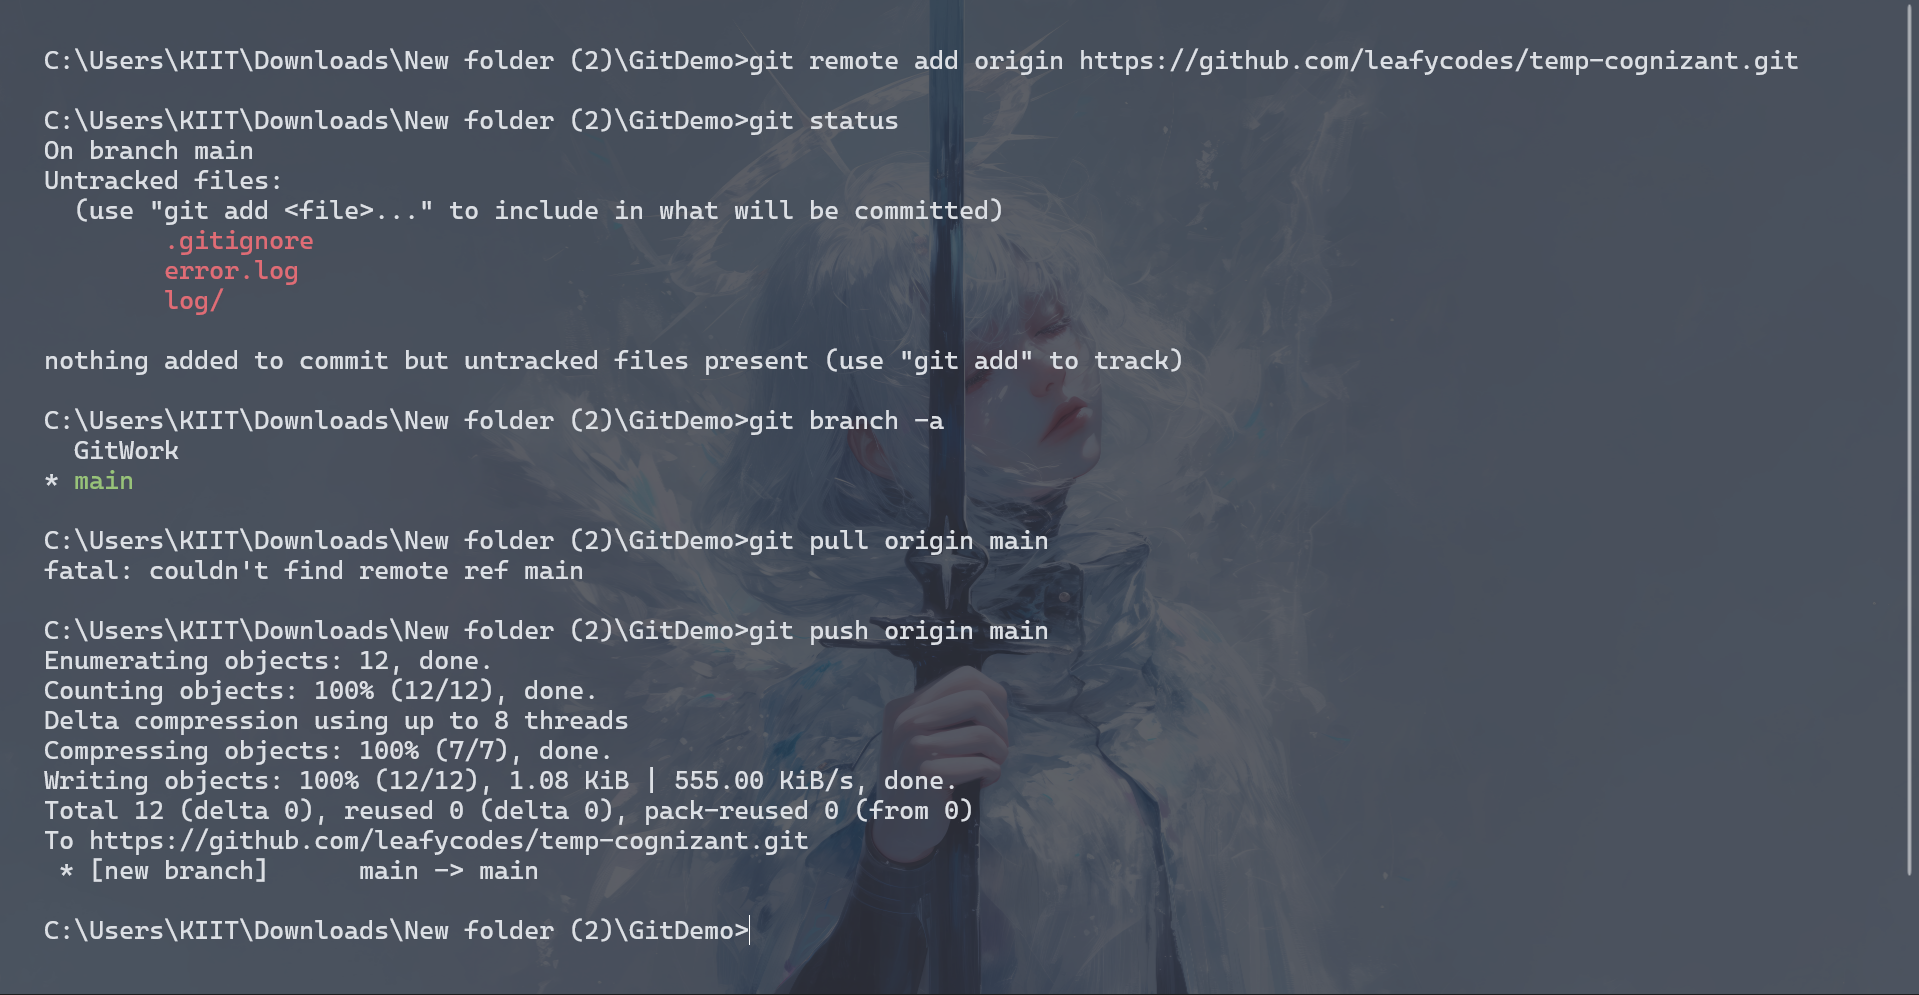 C:\Users\KIIT\Downloads\New folder (2)\GitDemo>git remote add origin https://github.com/leafycodes/temp-cognizant.git
C:\Users\KIIT\Downloads\New folder (2)\GitDemo>git status
On branch main
Untracked files:
  (use "git add <file>..." to include in what will be committed)
        .gitignore
        error.log
        log/
nothing added to commit but untracked files present (use "git add" to track)
C:\Users\KIIT\Downloads\New folder (2)\GitDemo>git branch -a
  GitWork
* main
C:\Users\KIIT\Downloads\New folder (2)\GitDemo>git pull origin main
fatal: couldn't find remote ref main
C:\Users\KIIT\Downloads\New folder (2)\GitDemo>git push origin main
Enumerating objects: 12, done.
Counting objects: 100% (12/12), done.
Delta compression using up to 8 threads
Compressing objects: 100% (7/7), done.
Writing objects: 100% (12/12), 1.08 KiB | 555.00 KiB/s, done.
Total 12 (delta 0), reused 0 (delta 0), pack-reused 0 (from 0)
To https://github.com/leafycodes/temp-cognizant.git
 * [new branch]      main -> main
C:\Users\KIIT\Downloads\New folder (2)\GitDemo>